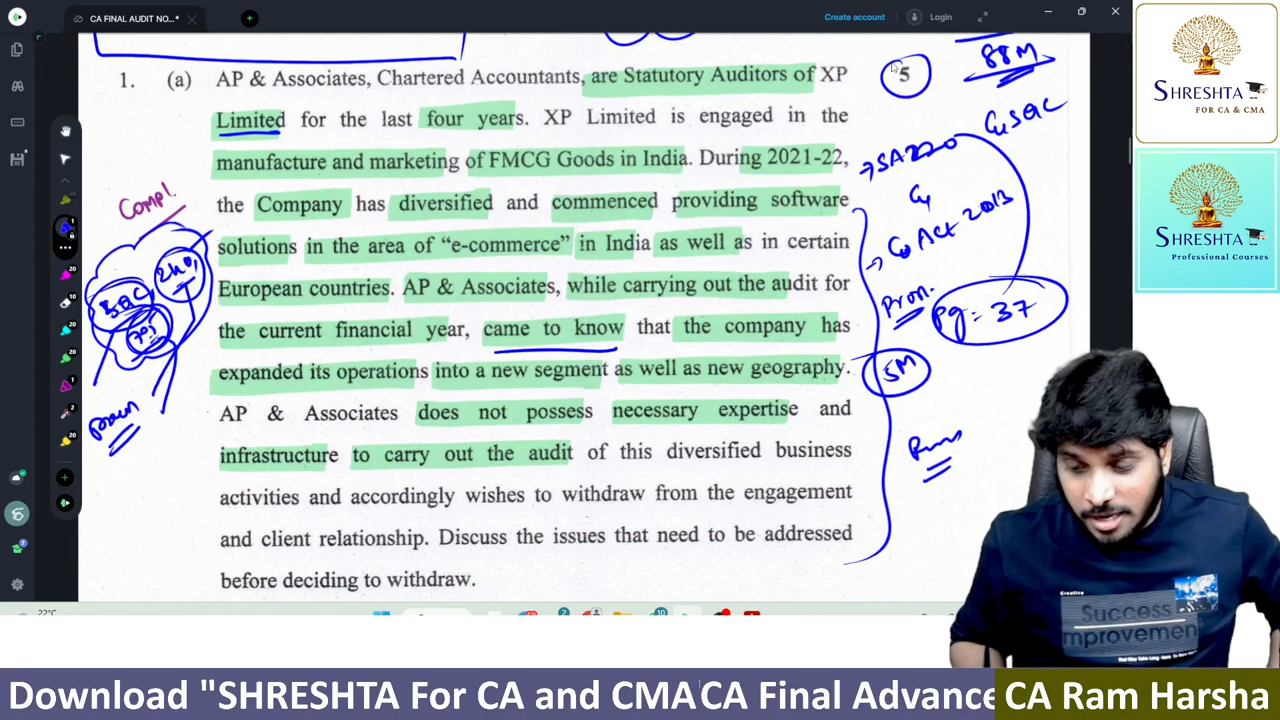 CA FINAL AUDIT NO...*
Create account
Login
88M
1. (a) AP & Associates, Chartered Accountants, are Statutory Auditors of XP
Limited for the last four years. XP Limited is engaged in the
manufacture and marketing of FMCG Goods in India. During 2021-22,
the Company has diversified and commenced providing software
solutions in the area of “e-commerce” in India as well as in certain
European countries. AP & Associates, while carrying out the audit for
the current financial year, came to know that the company has
expanded its operations into a new segment as well as new geography.
AP & Associates does not possess necessary expertise and
infrastructure to carry out the audit of this diversified business
activities and accordingly wishes to withdraw from the engagement
and client relationship. Discuss the issues that need to be addressed
before deciding to withdraw.
5
SA220
Co Act 2013
Pg = 37
5M
Compl.
SQC
22°C
SHRESHTA
FOR CA & CMA
SHRESHTA
Professional Courses
Creative
Success
mprovemen
Download "SHRESHTA For CA and CMA'CA Final Advance
CA Ram Harsha